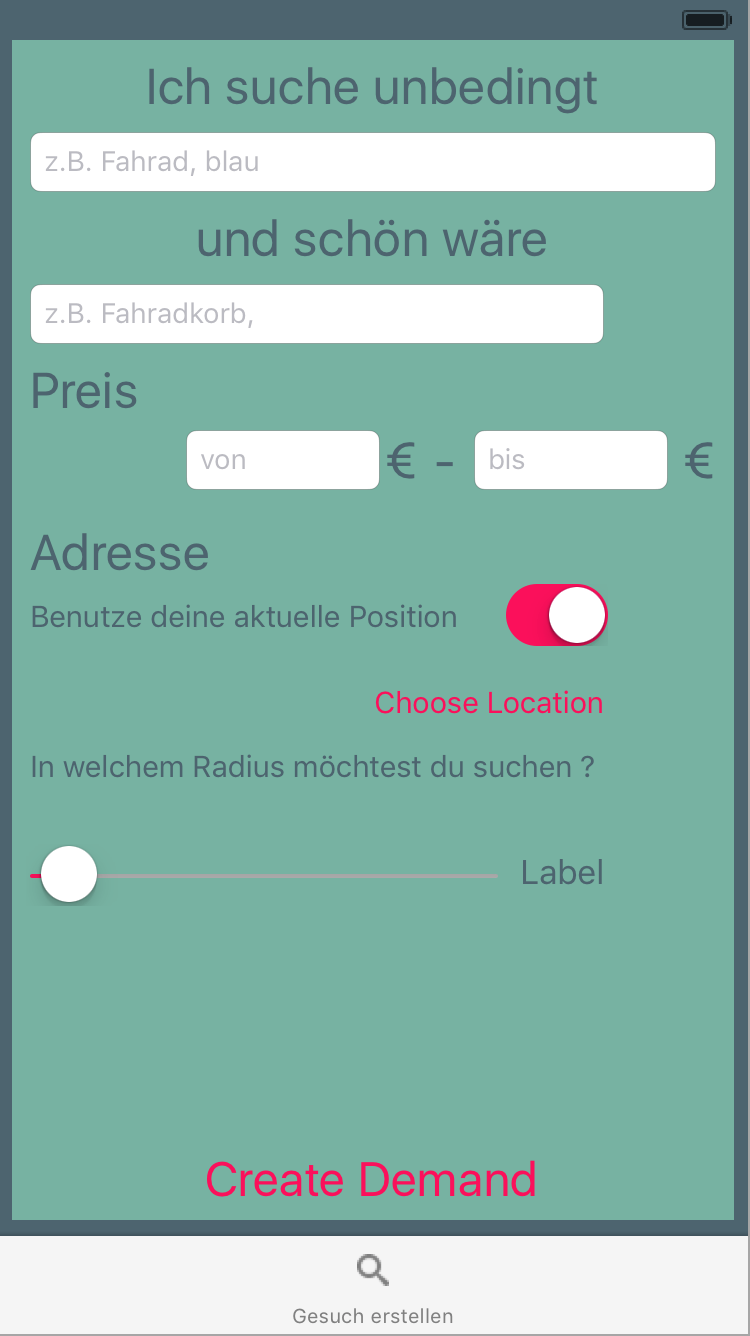 Ich suche unbedingt
z.B. Fahrad, blau
und schön wäre
z.B. Fahradkorb,
Preis
von € - bis €
Adresse
Benutze deine aktuelle Position
Choose Location
In welchem Radius möchtest du suchen ?
Label
Create Demand
Gesuch erstellen